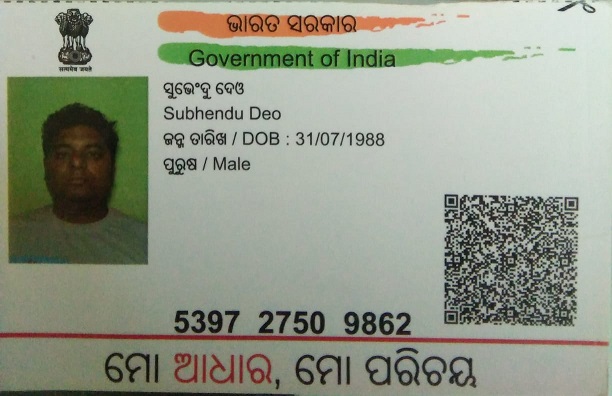 ଭାରତ ସରକାର
Government of India
सत्यमेव जयते
ସୁଭେଂଦୁ ଦେଓ
Subhendu Deo
ଜନ୍ମ ତାରିଖ / DOB : 31/07/1988
ପୁରୁଷ / Male
5397 2750 9862
ମୋ ଆଧାର, ମୋ ପରିଚୟ